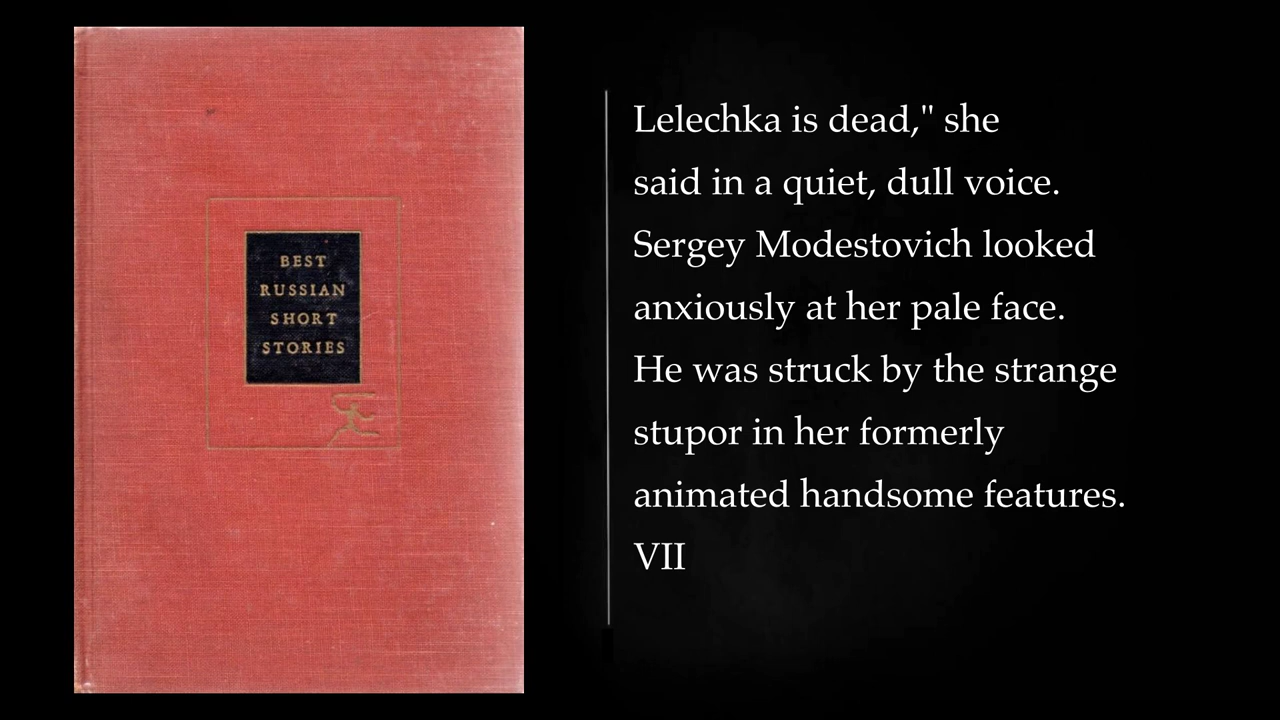 BEST
RUSSIAN
SHORT
STORIES
Lelechka is dead," she
said in a quiet, dull voice.
Sergey Modestovich looked
anxiously at her pale face.
He was struck by the strange
stupor in her formerly
animated handsome features.
VII